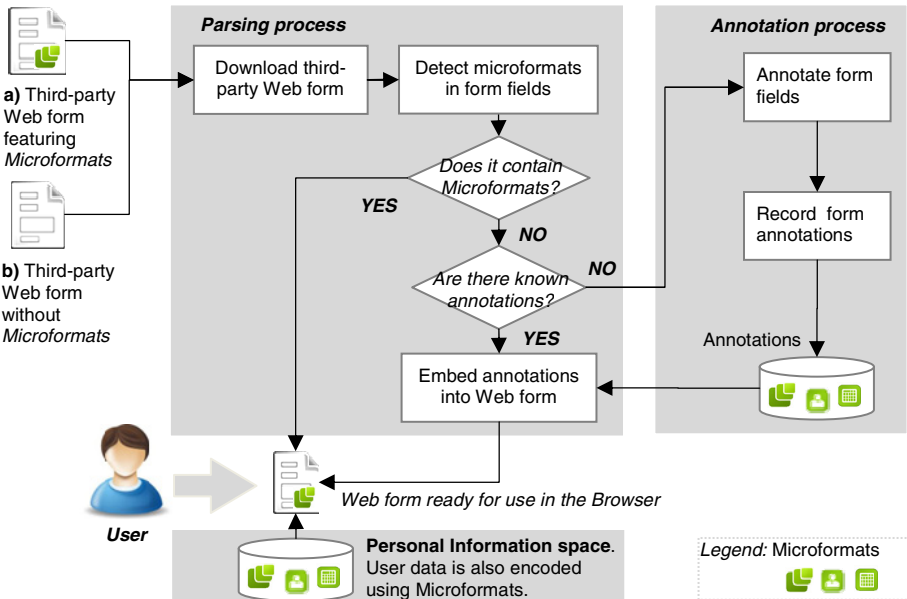 Parsing process
Annotation process
Download third-
party Web form
Detect microformats
in form fields
Annotate form
fields
a) Third-party
Web form
featuring
Microformats
Does it contain
Microformats?
YES
NO
Record form
annotations
b) Third-party
Web form
without
Microformats
Are there known
annotations?
NO
YES
Annotations
Embed annotations
into Web form
Web form ready for use in the Browser
User
Personal Information space.
User data is also encoded
using Microformats.
Legend: Microformats